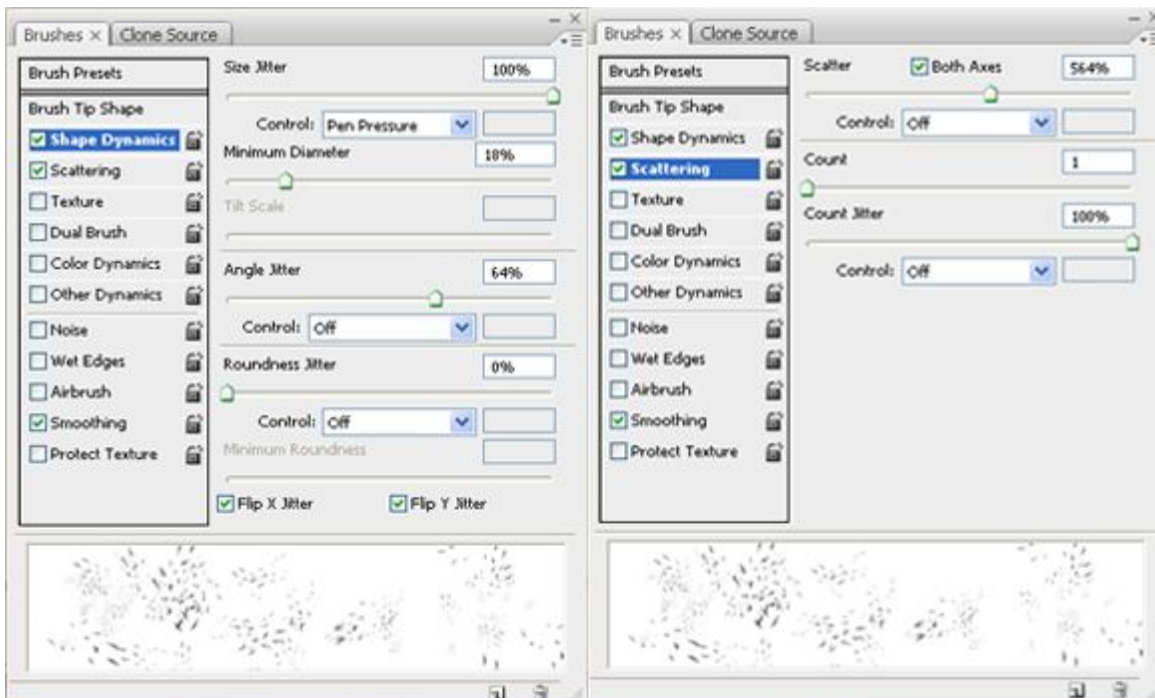 Brushes × Clone Source
Brush Presets
Brush Tip Shape
Shape Dynamics
Scattering
Texture
Dual Brush
Color Dynamics
Other Dynamics
Noise
Wet Edges
Airbrush
Smoothing
Protect Texture
Size Jitter 100%
Control: Pen Pressure
Minimum Diameter 18%
Tilt Scale
Angle Jitter 64%
Control: Off
Roundness Jitter 0%
Control: Off
Minimum Roundness
Flip X Jitter Flip Y Jitter
Brushes × Clone Source
Brush Presets
Brush Tip Shape
Shape Dynamics
Scattering
Texture
Dual Brush
Color Dynamics
Other Dynamics
Noise
Wet Edges
Airbrush
Smoothing
Protect Texture
Scatter Both Axes 564%
Control: Off
Count 1
Count Jitter 100%
Control: Off